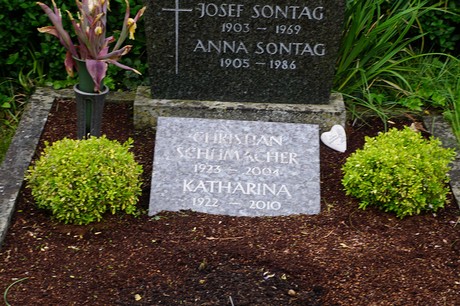 JOSEF SONTAG
1903 – 1969
ANNA SONTAG
1905 – 1986
CHRISTIAN
SCHUMACHER
1923 – 2004
KATHARINA
1922 – 2010